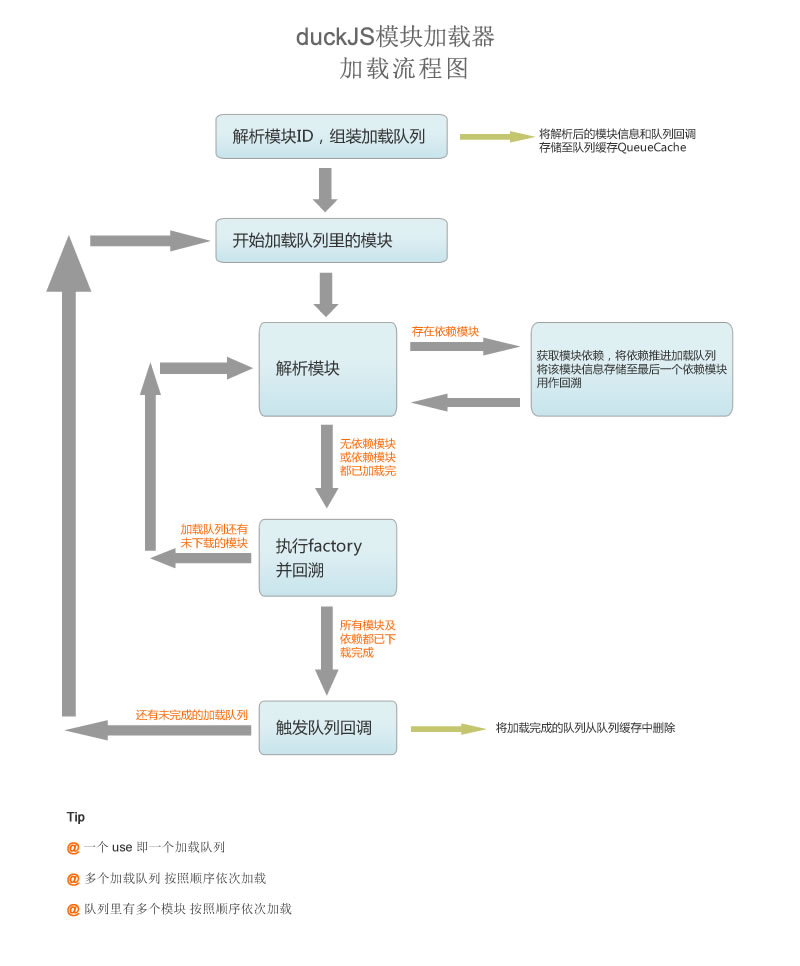 duckJS模块加载器
加载流程图
解析模块ID，组装加载队列
将解析后的模块信息和队列回调
存储至队列缓存QueueCache
开始加载队列里的模块
存在依赖模块
解析模块
获取模块依赖，将依赖推进加载队列
将该模块信息存储至最后一个依赖模块
用作回溯
无依赖模块
或依赖模块
都已加载完
加载队列还有
未下载的模块
执行factory
并回溯
所有模块及
依赖都已下
载完成
还有未完成的加载队列
触发队列回调
将加载完成的队列从队列缓存中删除
Tip
@ 一个 use 即一个加载队列
@ 多个加载队列 按照顺序依次加载
@ 队列里有多个模块 按照顺序依次加载